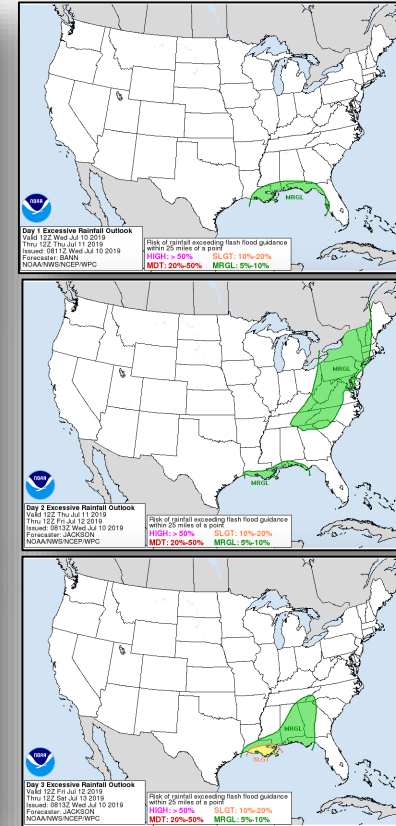 MRGL
NOAA
Day 1 Excessive Rainfall Outlook
Valid 12Z Wed Jul 10 2019
Thru 12Z Thu Jul 11 2019
Issued: 0811Z Wed Jul 10 2019
Forecaster: BANN
NOAA/NWS/NCEP/WPC
Risk of rainfall exceeding flash flood guidance
within 25 miles of a point
HIGH: > 50% SLGT: 10%-20%
MDT: 20%-50% MRGL: 5%-10%
MRGL
MRGL
NOAA
Day 2 Excessive Rainfall Outlook
Valid 12Z Thu Jul 11 2019
Thru 12Z Fri Jul 12 2019
Issued: 0813Z Wed Jul 10 2019
Forecaster: JACKSON
NOAA/NWS/NCEP/WPC
Risk of rainfall exceeding flash flood guidance
within 25 miles of a point
HIGH: > 50% SLGT: 10%-20%
MDT: 20%-50% MRGL: 5%-10%
MRGL
SLGT
NOAA
Day 3 Excessive Rainfall Outlook
Valid 12Z Fri Jul 12 2019
Thru 12Z Sat Jul 13 2019
Issued: 0813Z Wed Jul 10 2019
Forecaster: JACKSON
NOAA/NWS/NCEP/WPC
Risk of rainfall exceeding flash flood guidance
within 25 miles of a point
HIGH: > 50% SLGT: 10%-20%
MDT: 20%-50% MRGL: 5%-10%